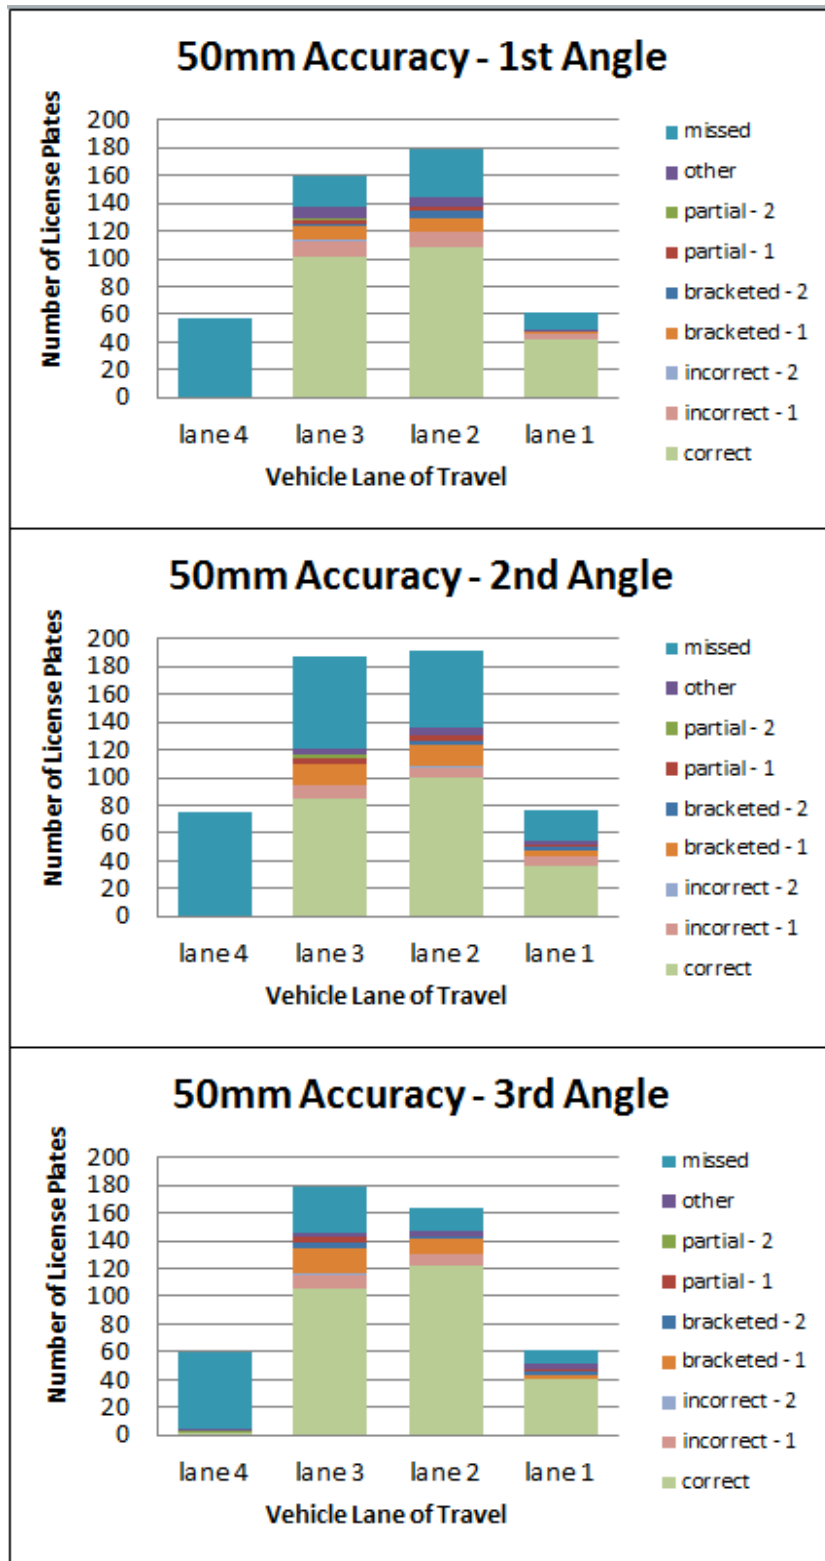 50mm Accuracy - 1st Angle
Number of License Plates
200
180
160
140
120
100
80
60
40
20
0
lane 4 lane 3 lane 2 lane 1
Vehicle Lane of Travel
missed
other
partial - 2
partial - 1
bracketed - 2
bracketed - 1
incorrect - 2
incorrect - 1
correct
50mm Accuracy - 2nd Angle
Number of License Plates
200
180
160
140
120
100
80
60
40
20
0
lane 4 lane 3 lane 2 lane 1
Vehicle Lane of Travel
missed
other
partial - 2
partial - 1
bracketed - 2
bracketed - 1
incorrect - 2
incorrect - 1
correct
50mm Accuracy - 3rd Angle
Number of License Plates
200
180
160
140
120
100
80
60
40
20
0
lane 4 lane 3 lane 2 lane 1
Vehicle Lane of Travel
missed
other
partial - 2
partial - 1
bracketed - 2
bracketed - 1
incorrect - 2
incorrect - 1
correct